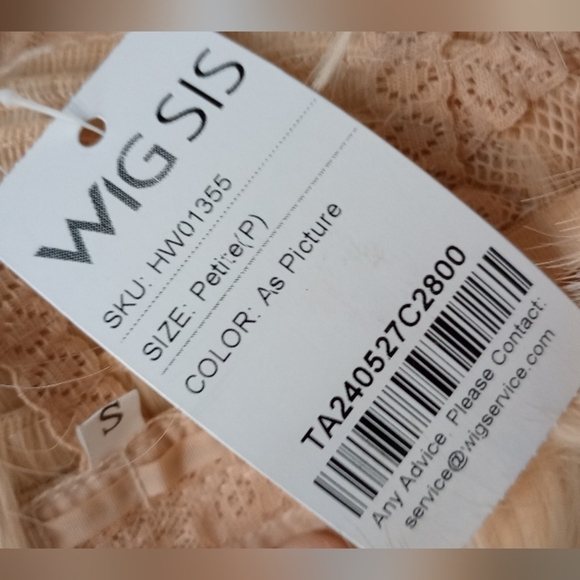 WIG SIS
SKU: HW01355
SIZE: Petite(P)
COLOR: As Picture
TA240527C2800
Any Advice, Please Contact:
service@wigservice.com
S